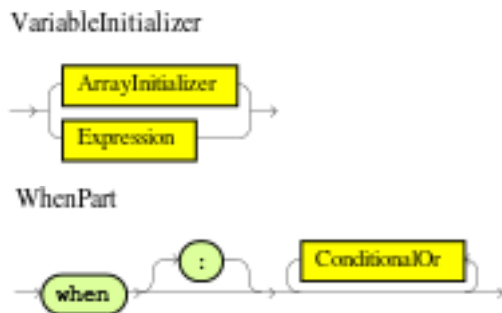 VariableInitializer
ArrayInitializer
Expression
WhenPart
:
ConditionalOr
when